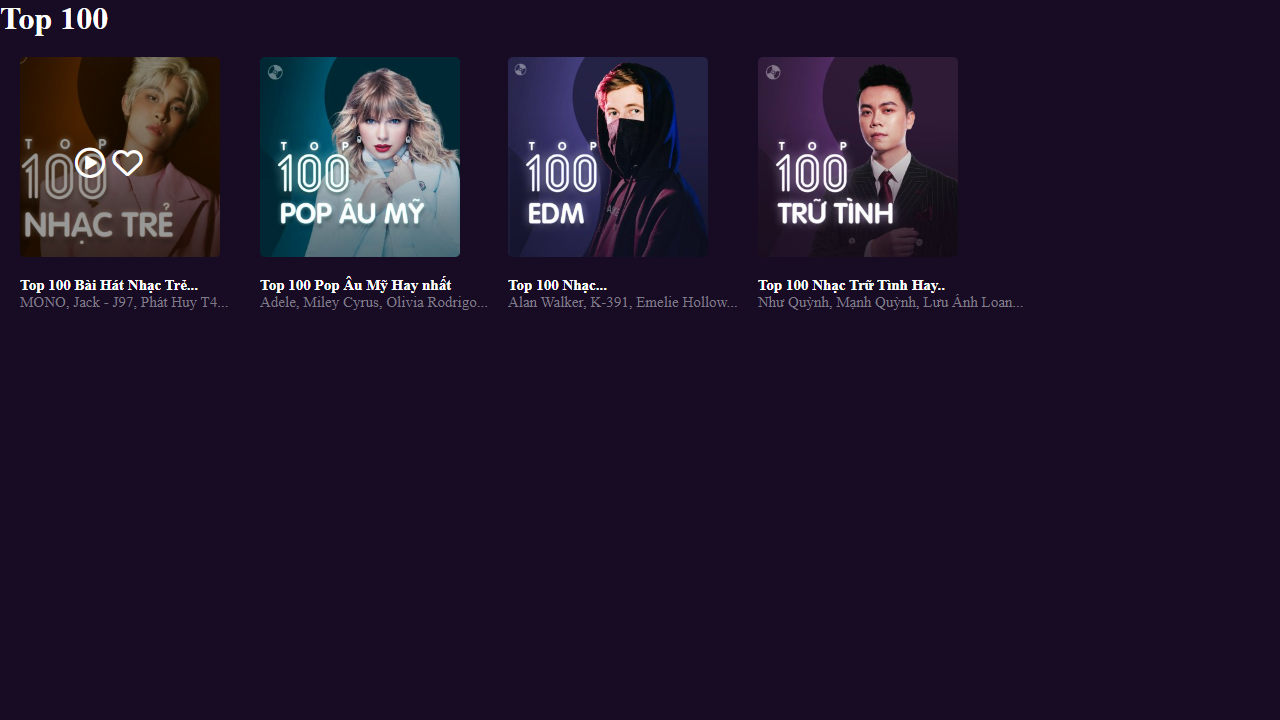 Top 100
TOP
100
NHẠC TRẺ
TOP
100
POP ÂU MỸ
TOP
100
EDM
TOP
100
TRỮ TÌNH
Top 100 Bài Hát Nhạc Trẻ...
MONO, Jack - J97, Phát Huy T4...
Top 100 Pop Âu Mỹ Hay nhất
Adele, Miley Cyrus, Olivia Rodrigo...
Top 100 Nhạc...
Alan Walker, K-391, Emelie Hollow...
Top 100 Nhạc Trữ Tình Hay..
Như Quỳnh, Mạnh Quỳnh, Lưu Ánh Loan...